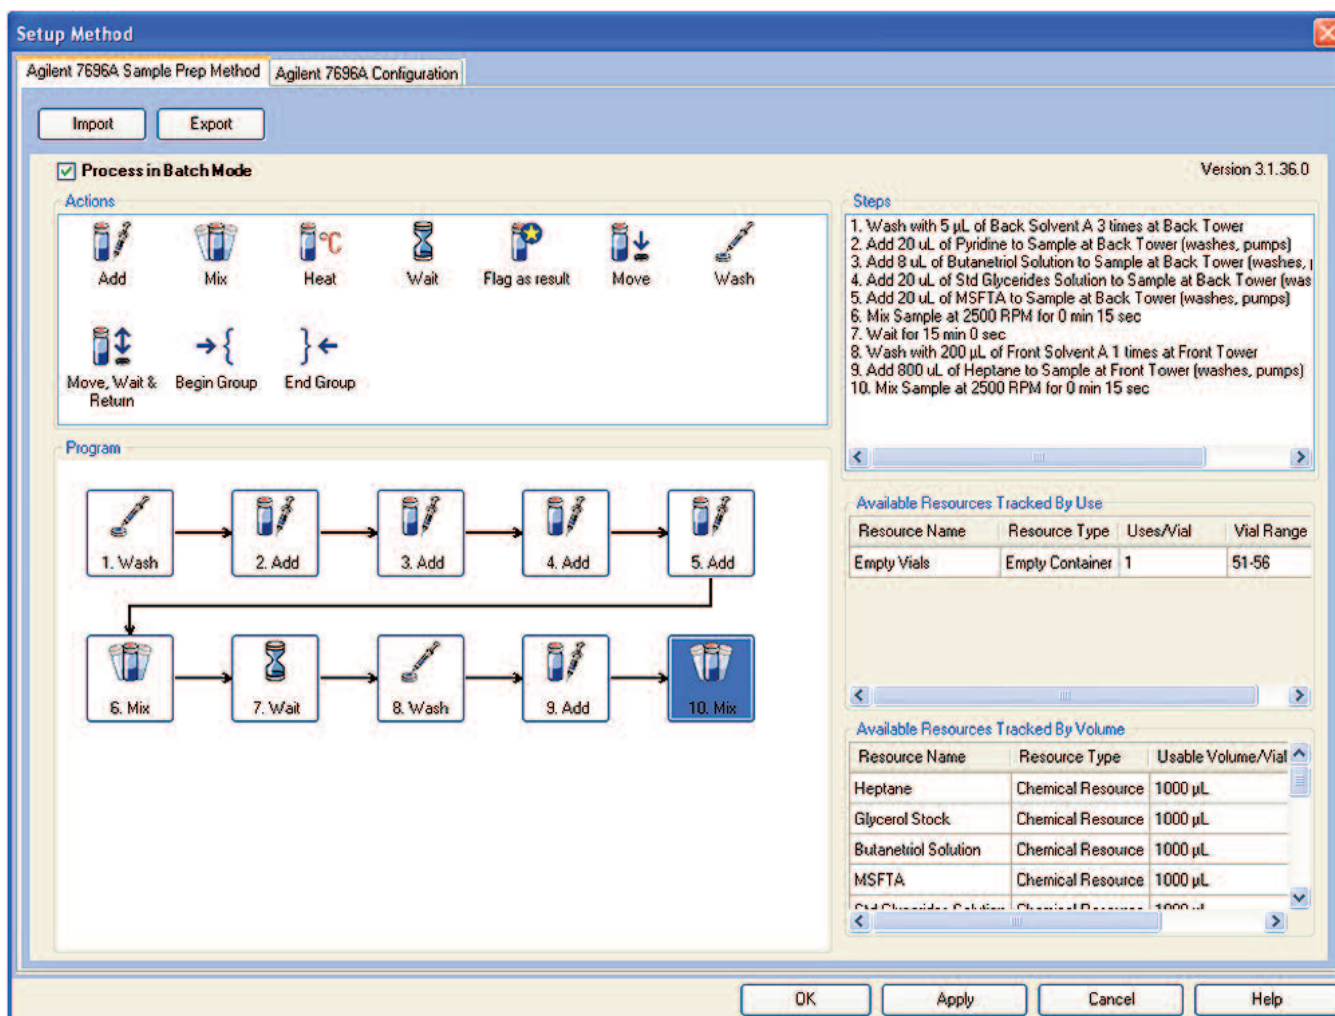 Setup Method
Agilent 7696A Sample Prep Method
Agilent 7696A Configuration
Import
Export
Process in Batch Mode
Version 3.1.36.0
Actions
Add
Mix
Heat
Wait
Flag as result
Move
Wash
Move, Wait &
Return
Begin Group
End Group
Steps
1. Wash with 5 µL of Back Solvent A 3 times at Back Tower
2. Add 20 uL of Pyridine to Sample at Back Tower (washes, pumps)
3. Add 8 uL of Butanetriol Solution to Sample at Back Tower (washes,
4. Add 20 uL of Std Glycerides Solution to Sample at Back Tower (was
5. Add 20 uL of MSFTA to Sample at Back Tower (washes, pumps)
6. Mix Sample at 2500 RPM for 0 min 15 sec
7. Wait for 15 min 0 sec
8. Wash with 200 µL of Front Solvent A 1 times at Front Tower
9. Add 800 uL of Heptane to Sample at Front Tower (washes, pumps)
10. Mix Sample at 2500 RPM for 0 min 15 sec
Program
1. Wash
2. Add
3. Add
4. Add
5. Add
6. Mix
7. Wait
8. Wash
9. Add
10. Mix
Available Resources Tracked By Use
Resource Name Resource Type Uses/Vial Vial Range
Empty Vials Empty Container 1 51-56
Available Resources Tracked By Volume
Resource Name Resource Type Usable Volume/Vial
Heptane Chemical Resource 1000 µL
Glycerol Stock Chemical Resource 1000 µL
Butanetriol Solution Chemical Resource 1000 µL
MSFTA Chemical Resource 1000 µL
Std Glycerides Solution Chemical Resource 1000 µL
OK
Apply
Cancel
Help